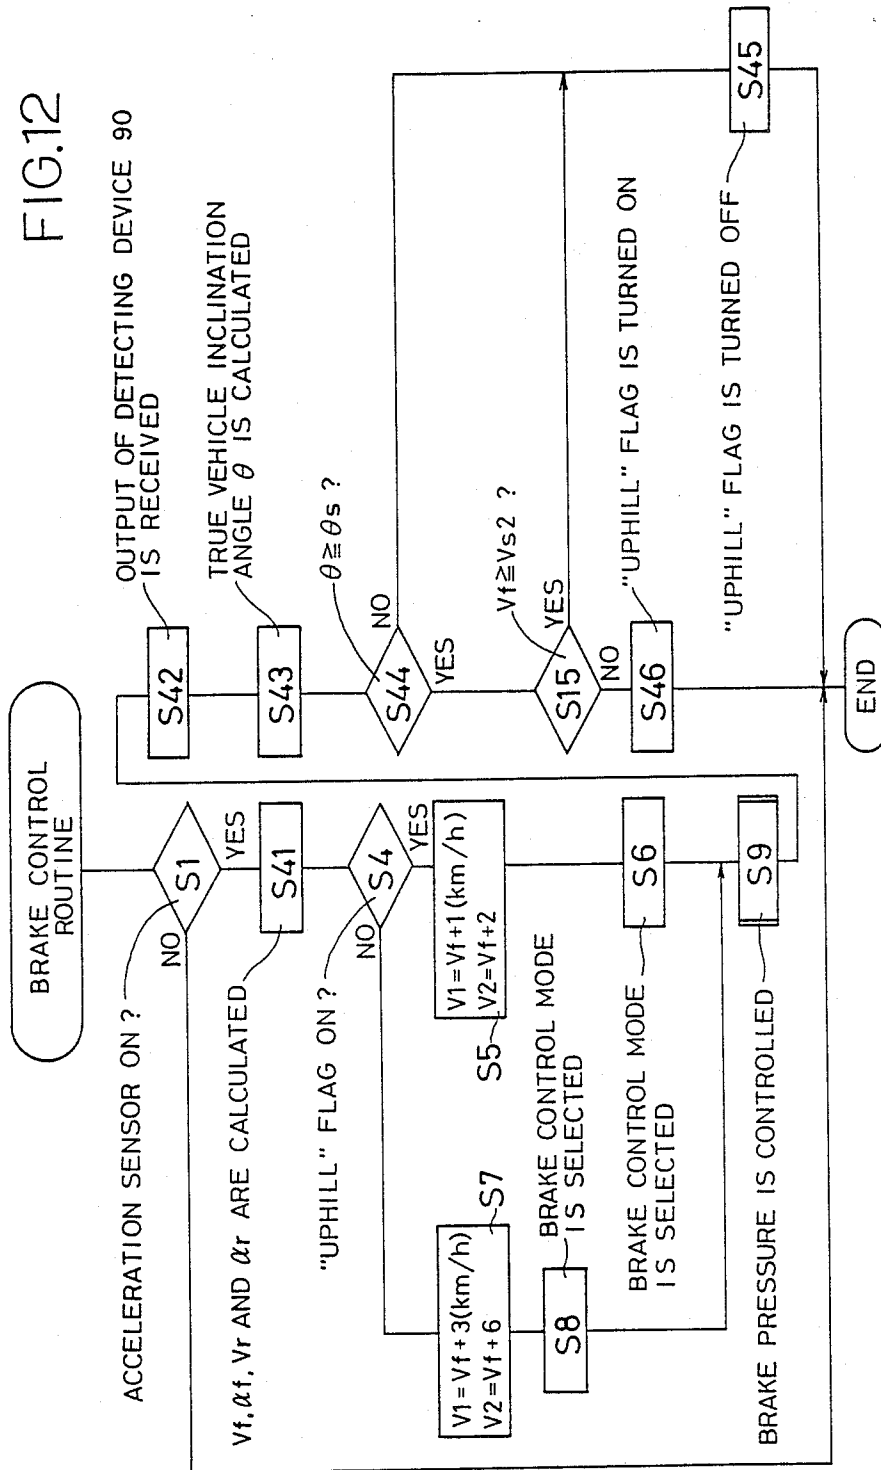 FIG.12
BRAKE CONTROL
ROUTINE
ACCELERATION SENSOR ON ?
S1
NO
YES
Vf, αf, Vr AND αr ARE CALCULATED
S41
"UPHILL" FLAG ON ?
S4
NO
YES
V1=Vf+3(km/h)
V2=Vf+6
S7
V1=Vf+1(km/h)
V2=Vf+2
S5
BRAKE CONTROL MODE
IS SELECTED
S8
BRAKE CONTROL MODE
IS SELECTED
S6
BRAKE PRESSURE IS CONTROLLED
S9
OUTPUT OF DETECTING DEVICE 90
IS RECEIVED
S42
TRUE VEHICLE INCLINATION
ANGLE θ IS CALCULATED
S43
θ≧θs ?
S44
NO
YES
Vf≧Vs2 ?
S15
YES
NO
"UPHILL" FLAG IS TURNED ON
S46
"UPHILL" FLAG IS TURNED OFF
S45
END